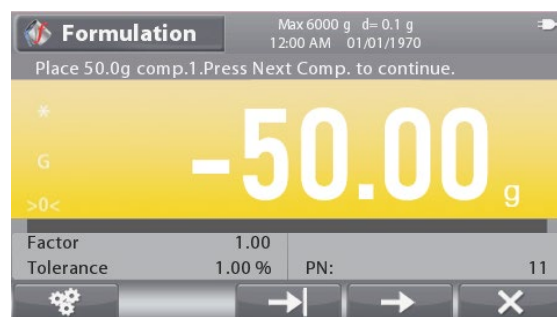 Formulation
Max 6000 g d= 0.1 g
12:00 AM 01/01/1970
Place 50.0g comp.1.Press Next Comp. to continue.
*
G
>0<
-50.00 g
Factor 1.00
Tolerance 1.00 % PN: 11